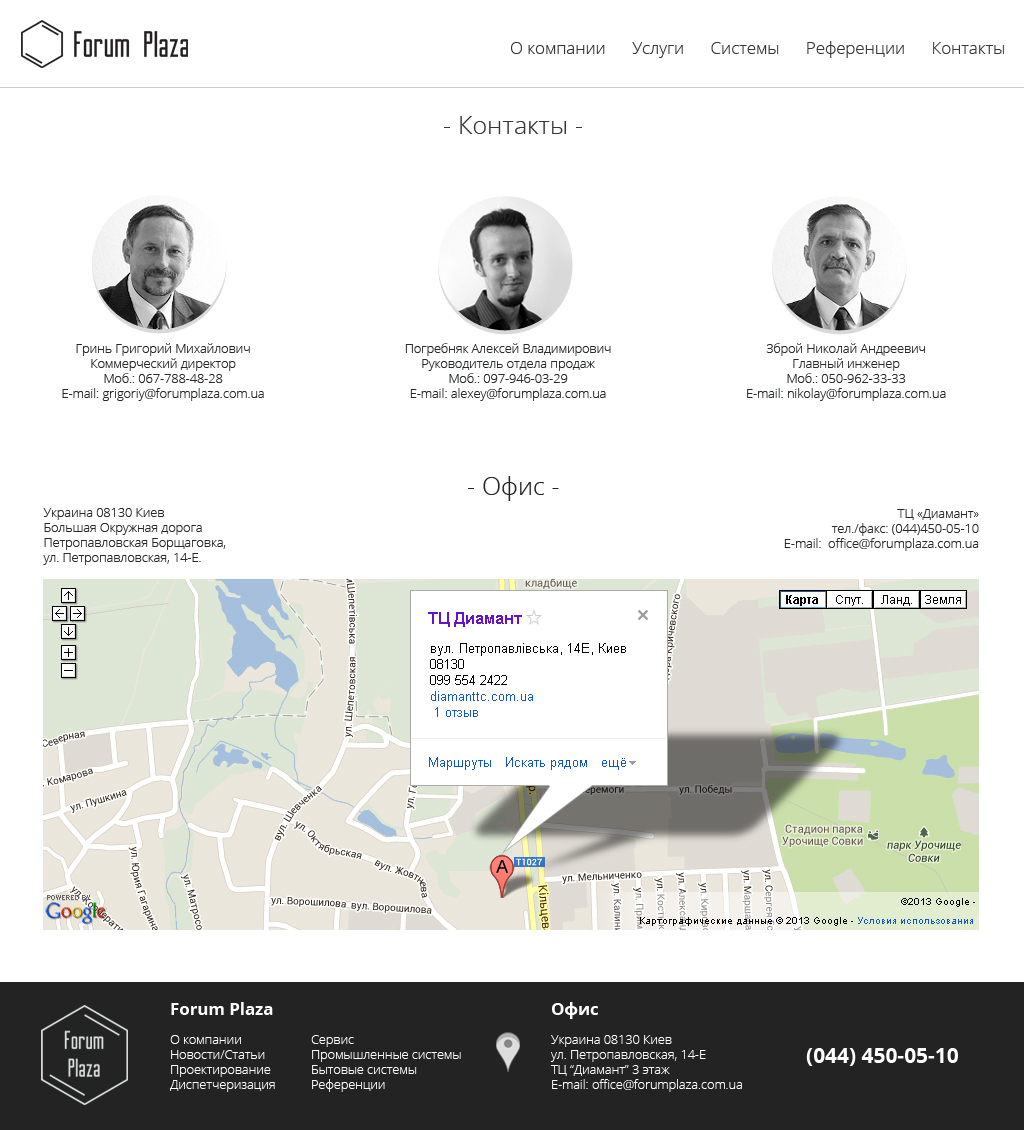 Forum Plaza
О компании Услуги Системы Референции Контакты
- Контакты -
Гринь Григорий Михайлович
Коммерческий директор
Моб.: 067-788-48-28
E-mail: grigoriy@forumplaza.com.ua
Погребняк Алексей Владимирович
Руководитель отдела продаж
Моб.: 097-946-03-29
E-mail: alexey@forumplaza.com.ua
Зброй Николай Андреевич
Главный инженер
Моб.: 050-962-33-33
E-mail: nikolay@forumplaza.com.ua
- Офис -
Украина 08130 Киев
Большая Окружная дорога
Петропавловская Борщаговка,
ул. Петропавловская, 14-Е.
ТЦ «Диамант»
тел./факс: (044)450-05-10
E-mail: office@forumplaza.com.ua
кладбище
Карта Спут. Ланд. Земля
ТЦ Диамант
вул. Петропавлівська, 14Е, Киев
08130
099 554 2422
diamanttc.com.ua
1 отзыв
Маршруты Искать рядом ещё
Шепетівська
ул. Шепетовская
Северная
Комарова
ул. Пушкина
вул. Шевченка
ул. Октябрьская
вул. Жовтнева
ул. Юрия Гагарина
ул. Матросо
ул. Ворошилова
вул. Ворошилова
ул. Победы
ул. Мельниченко
Стадион парка
Урочище Совки
парк Урочище
Совки
A
T1027
Кільцев
POWERED BY
Google
©2013 Google -
Картографические данные © 2013 Google - Условия использования
Forum
Plaza
Forum Plaza
О компании
Новости/Статьи
Проектирование
Диспетчеризация
Сервис
Промышленные системы
Бытовые системы
Референции
Офис
Украина 08130 Киев
ул. Петропавловская, 14-Е
ТЦ “Диамант” 3 этаж
E-mail: office@forumplaza.com.ua
(044) 450-05-10